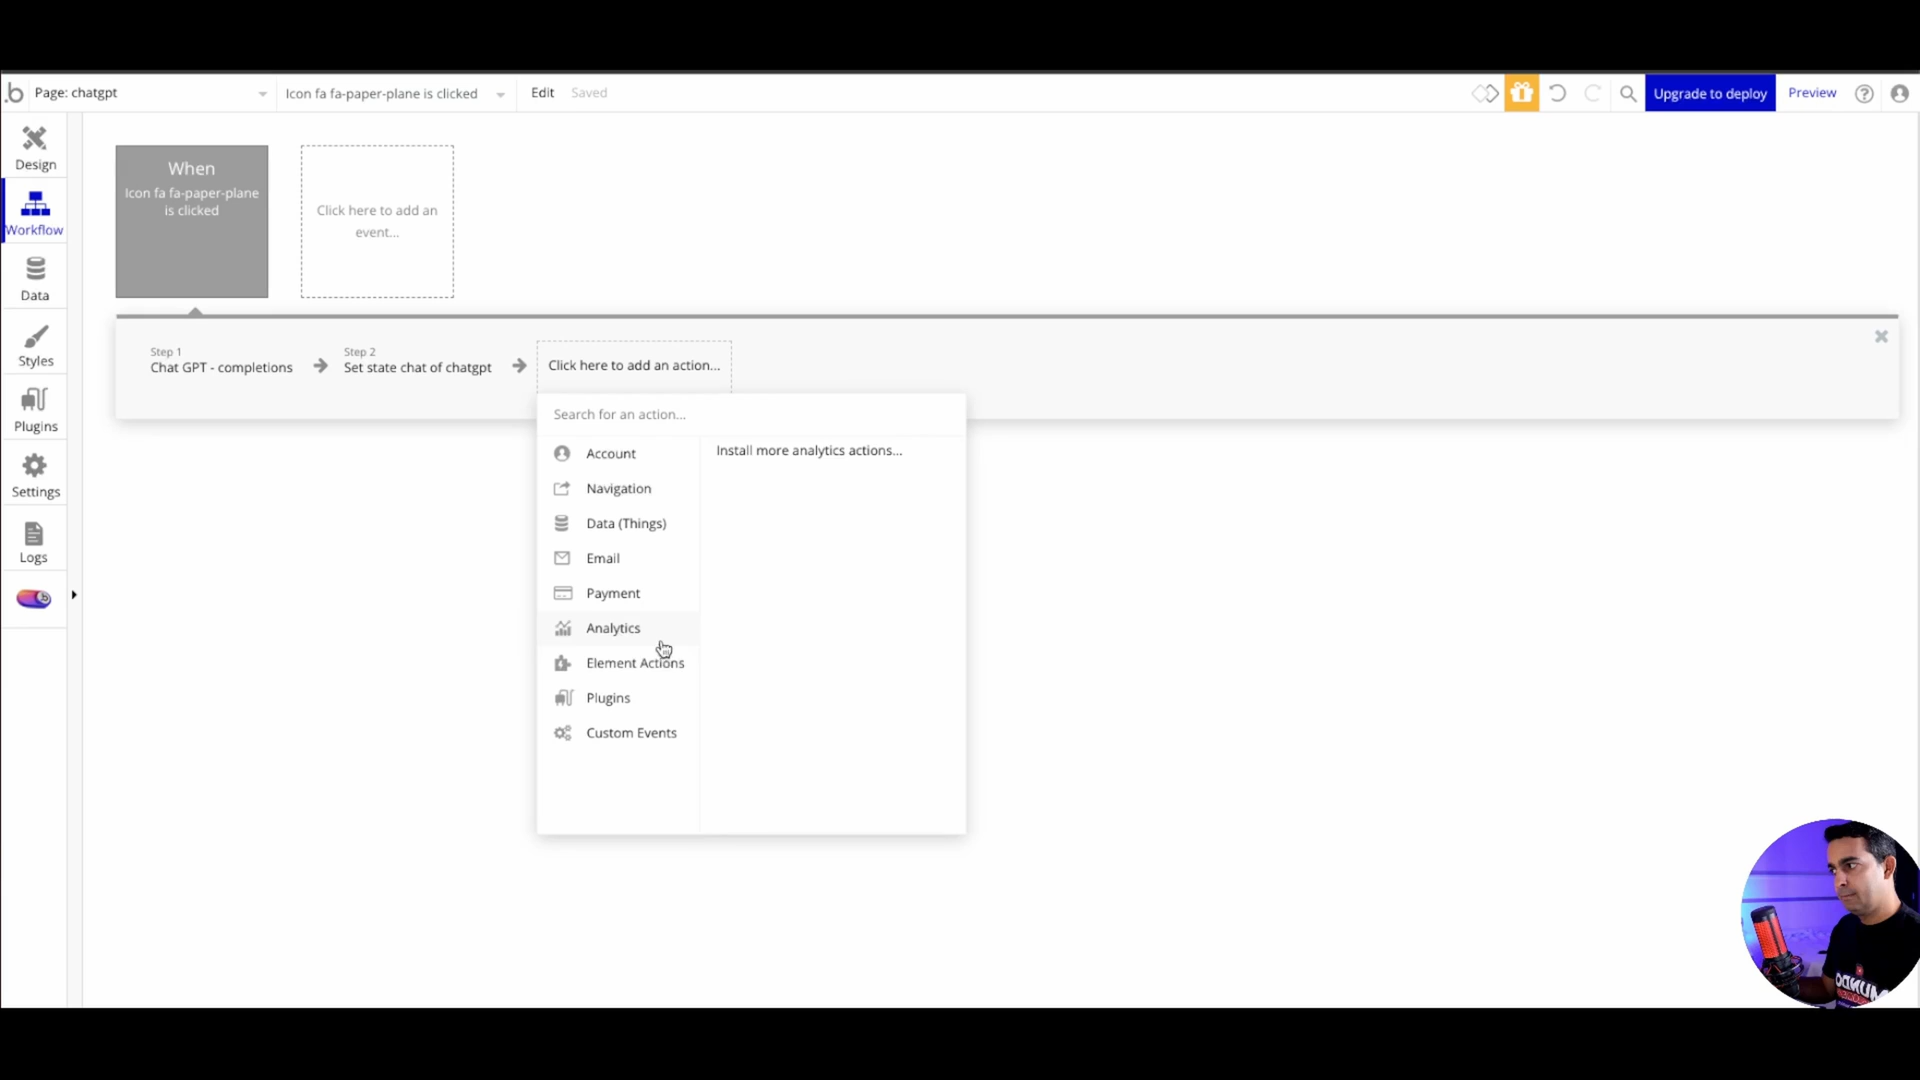 .b
Page: chatgpt
Icon fa fa-paper-plane is clicked
Edit
Saved
Upgrade to deploy
Preview
?
Design
Workflow
Data
Styles
Plugins
Settings
Logs
When
Icon fa fa-paper-plane
is clicked
Click here to add an
event...
Step 1
Chat GPT - completions
Step 2
Set state chat of chatgpt
Click here to add an action...
Search for an action...
Account
Navigation
Data (Things)
Email
Payment
Analytics
Element Actions
Plugins
Custom Events
Install more analytics actions...
MUNDO